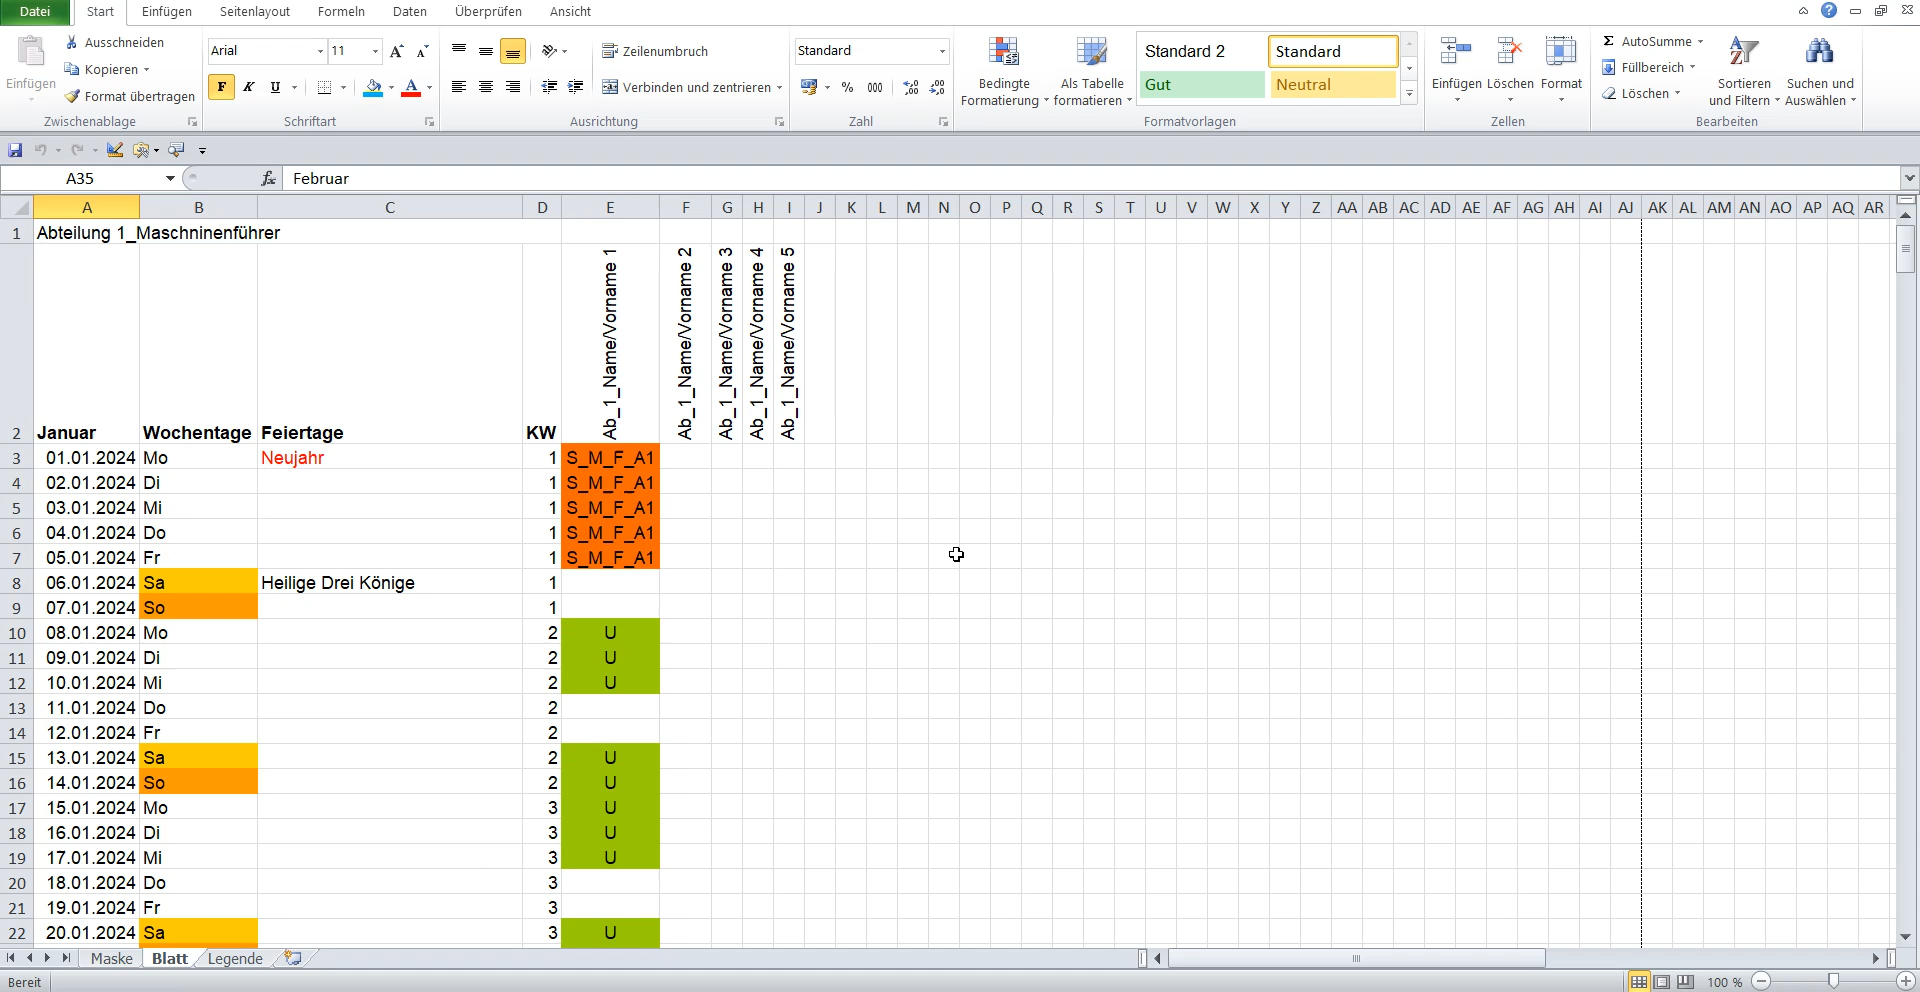 Datei Start Einfügen Seitenlayout Formeln Daten Überprüfen Ansicht
Einfügen
Ausschneiden
Kopieren
Format übertragen
Zwischenablage
Arial 11
F K U A
Schriftart
Zeilenumbruch
Verbinden und zentrieren
Ausrichtung
Standard
% 000
Zahl
Bedingte Formatierung
Als Tabelle formatieren
Standard 2 Standard
Gut Neutral
Formatvorlagen
Einfügen Löschen Format
Zellen
Σ AutoSumme
Füllbereich
Löschen
Sortieren und Filtern
Suchen und Auswählen
Bearbeiten
A35 fx Februar
A B C D E F G H I J K L M N O P Q R S T U V W X Y Z AA AB AC AD AE AF AG AH AI AJ AK AL AM AN AO AP AQ AR
1 Abteilung 1_Maschninenführer
2 Januar Wochentage Feiertage KW Ab_1_Name/Vorname 1 Ab_1_Name/Vorname 2 Ab_1_Name/Vorname 3 Ab_1_Name/Vorname 4 Ab_1_Name/Vorname 5
3 01.01.2024 Mo Neujahr 1 S_M_F_A1
4 02.01.2024 Di 1 S_M_F_A1
5 03.01.2024 Mi 1 S_M_F_A1
6 04.01.2024 Do 1 S_M_F_A1
7 05.01.2024 Fr 1 S_M_F_A1
8 06.01.2024 Sa Heilige Drei Könige 1
9 07.01.2024 So 1
10 08.01.2024 Mo 2 U
11 09.01.2024 Di 2 U
12 10.01.2024 Mi 2 U
13 11.01.2024 Do 2
14 12.01.2024 Fr 2
15 13.01.2024 Sa 2 U
16 14.01.2024 So 2 U
17 15.01.2024 Mo 3 U
18 16.01.2024 Di 3 U
19 17.01.2024 Mi 3 U
20 18.01.2024 Do 3
21 19.01.2024 Fr 3
22 20.01.2024 Sa 3 U
Maske Blatt Legende
Bereit 100 %